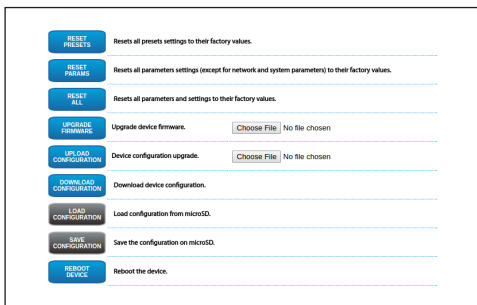 RESET
PRESETS
Resets all presets settings to their factory values.
RESET
PARAMS
Resets all parameters settings (except for network and system parameters) to their factory values.
RESET
ALL
Resets all parameters and settings to their factory values.
UPGRADE
FIRMWARE
Upgrade device firmware.
Choose File No file chosen
UPLOAD
CONFIGURATION
Device configuration upgrade.
Choose File No file chosen
DOWNLOAD
CONFIGURATION
Download device configuration.
LOAD
CONFIGURATION
Load configuration from microSD.
SAVE
CONFIGURATION
Save the configuration on microSD.
REBOOT
DEVICE
Reboot the device.